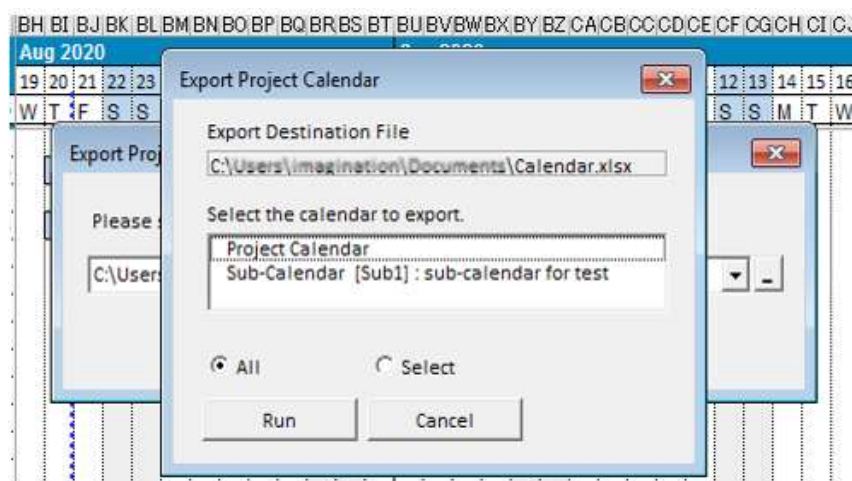 BH BI BJ BK BL BM BN BO BP BQ BR BS BT BU BV BW BX BY BZ CA CB CC CD CE CF CG CH CI CJ
Aug 2020
19 20 21 22 23 12 13 14 15 16
W T F S S S S M T W
Export Project Calendar
Export Destination File
C:\Users\imagination\Documents\Calendar.xlsx
Export Proj
Please
Select the calendar to export.
Project Calendar
Sub-Calendar [Sub1] : sub-calendar for test
C:\Users
All Select
Run Cancel